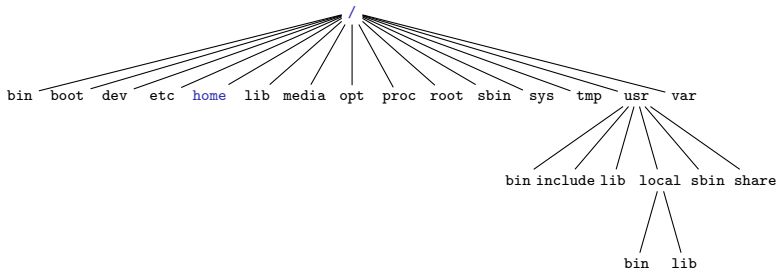 /
bin boot dev etc home lib media opt proc root sbin sys tmp usr var
bin include lib local sbin share
bin lib